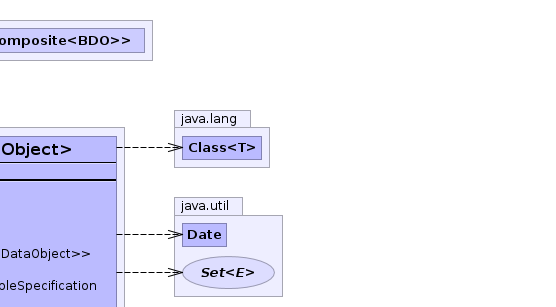 omposite<BDO>>
java.lang
Object>
Class<T>
java.util
Date
DataObject>>
Set<E>
oleSpecification